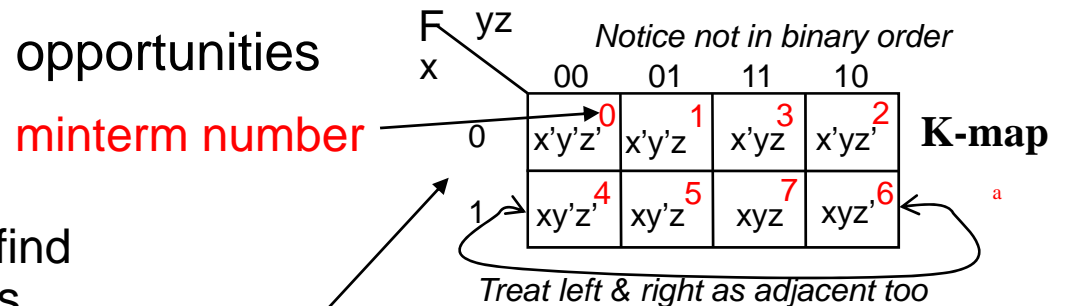 F yz
Notice not in binary order
opportunities
x
00 01 11 10
minterm number
0 x'y'z' 0 x'y'z 1 x'yz 3 x'yz' 2 K-map
a
1 xy'z' 4 xy'z 5 xyz 7 xyz' 6
find
Treat left & right as adjacent too